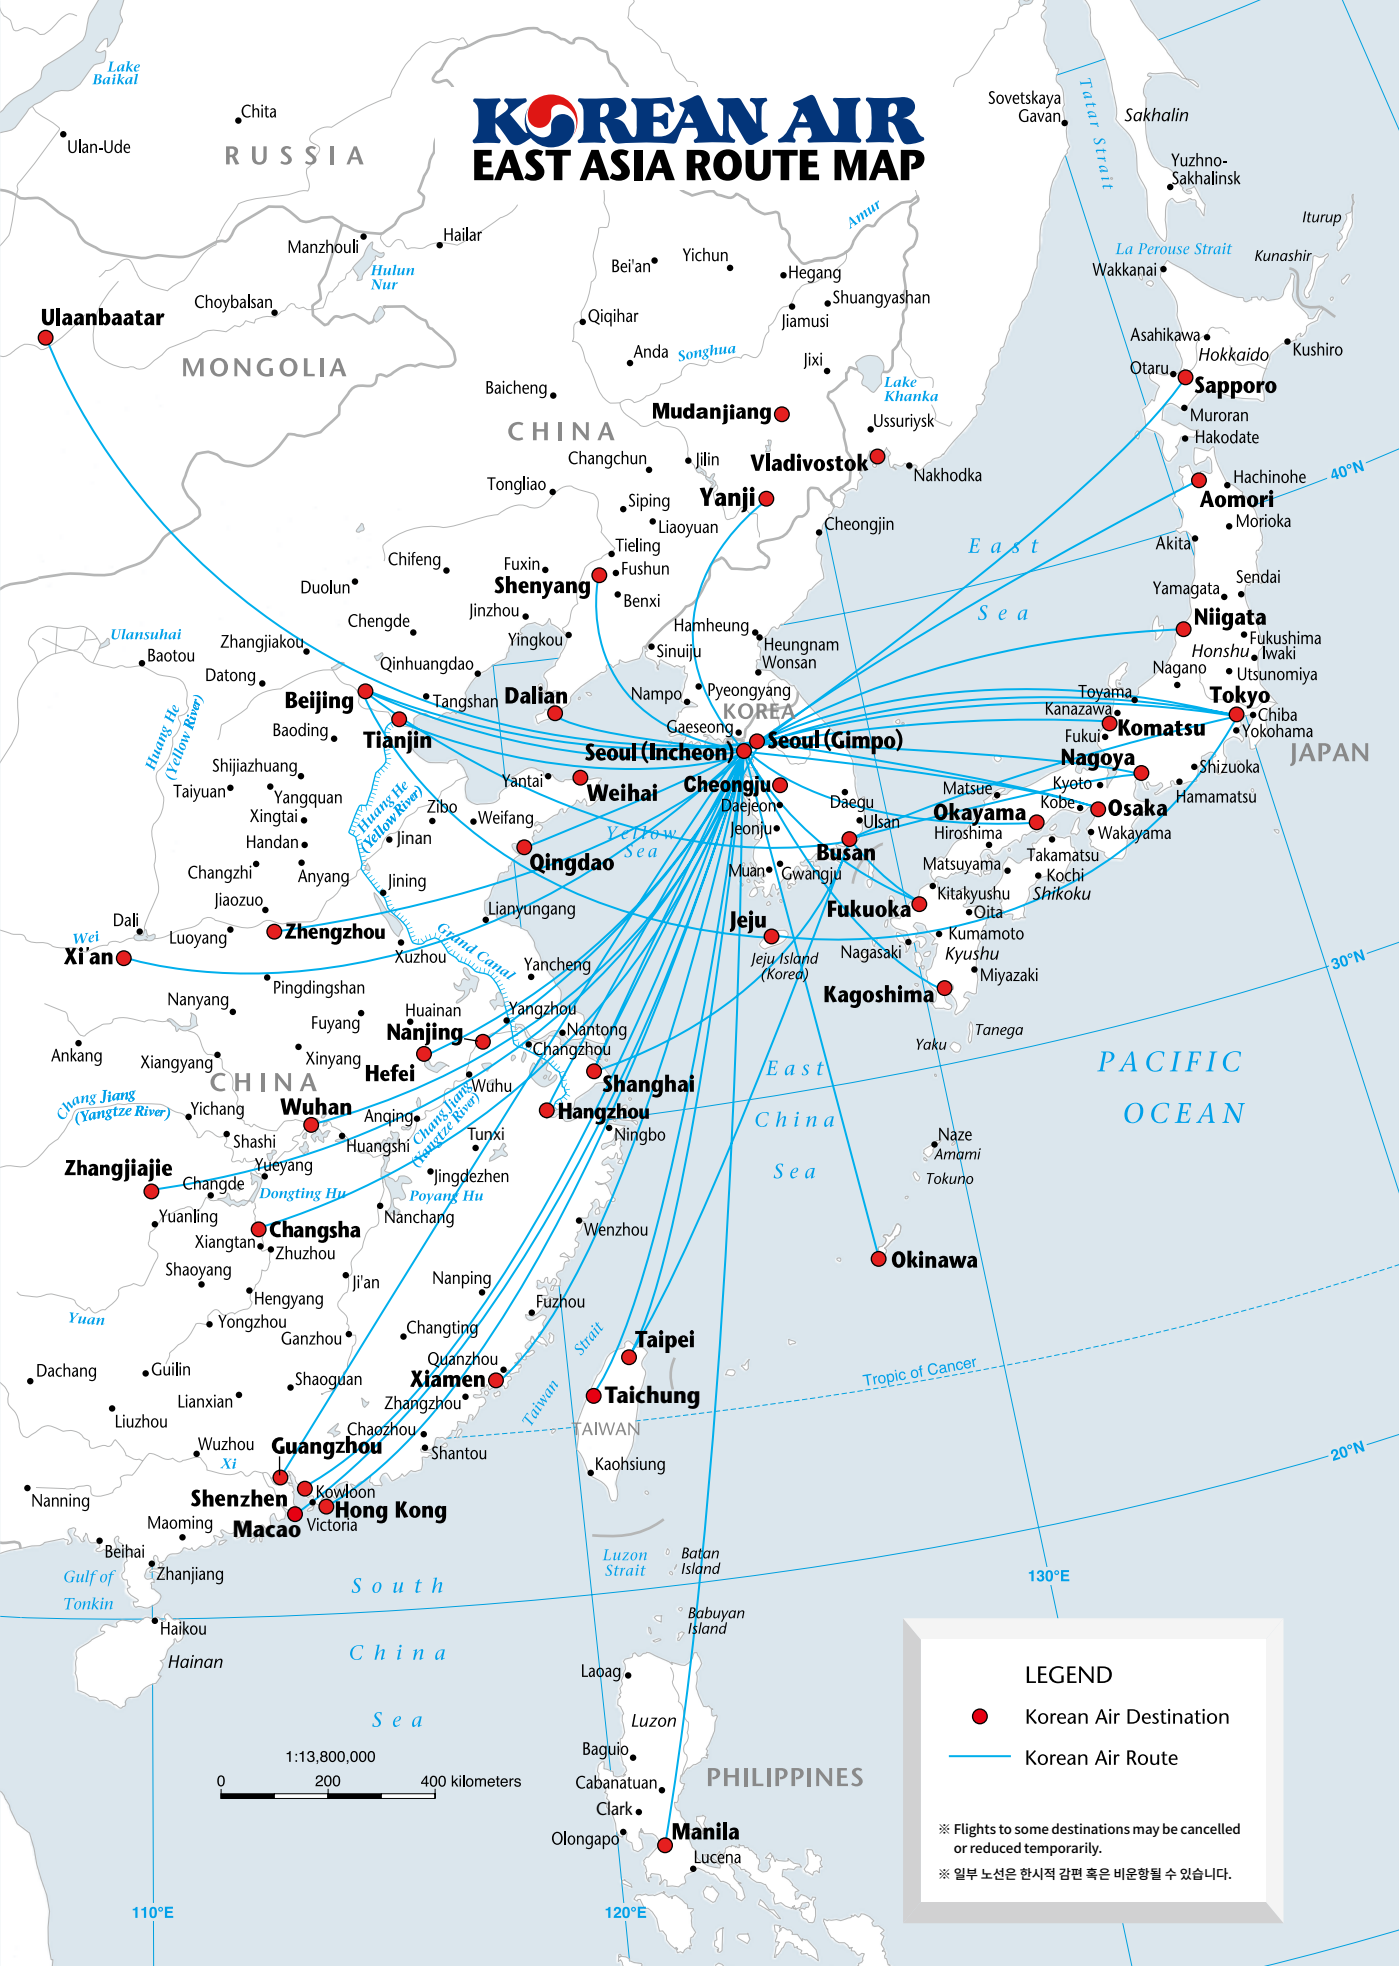 KOREAN AIR
EAST ASIA ROUTE MAP
Lake
Baikal
Chita
Ulan-Ude
RUSSIA
Sovetskaya
Gavan
Tatar Strait
Sakhalin
Yuzhno-
Sakhalinsk
Iturup
Kunashir
La Perouse Strait
Wakkanai
Amur
Manzhouli
Hailar
Hulun
Nur
Choybalsan
Ulaanbaatar
MONGOLIA
Bei'an
Yichun
Hegang
Shuangyashan
Jiamusi
Qiqihar
Anda
Songhua
Jixi
Lake
Khanka
Baicheng
Mudanjiang
Ussuriysk
CHINA
Changchun
Jilin
Vladivostok
Nakhodka
Tongliao
Siping
Yanji
Liaoyuan
Cheongjin
Tieling
Fuxin
Fushun
Shenyang
Benxi
Chifeng
Duolun
Jinzhou
Chengde
Yingkou
Asahikawa
Hokkaido
Kushiro
Otaru
Sapporo
Muroran
Hakodate
40°N
Hachinohe
Aomori
Morioka
Akita
East
Sea
Sendai
Yamagata
Niigata
Fukushima
Honshu
Iwaki
Nagano
Utsunomiya
Toyama
Tokyo
Kanazawa
Chiba
Komatsu
Yokohama
Fukui
Nagoya
JAPAN
Shizuoka
Kyoto
Hamamatsu
Matsue
Kobe
Osaka
Okayama
Hiroshima
Wakayama
Takamatsu
Matsuyama
Kochi
Shikoku
Kitakyushu
Fukuoka
Oita
Kumamoto
Nagasaki
Kyushu
Miyazaki
Kagoshima
30°N
Tanega
Yaku
Ulansuhai
Baotou
Zhangjiakou
Datong
Qinhuangdao
Beijing
Tangshan
Dalian
Tianjin
Baoding
Huang He
(Yellow River)
Shijiazhuang
Taiyuan
Yangquan
Xingtai
Handan
Changzhi
Anyang
Jiaozuo
Huang He
(Yellow River)
Zibo
Weifang
Jinan
Yantai
Weihai
Qingdao
Jining
Lianyungang
Hamheung
Heungnam
Wonsan
Sinuiju
Nampo
Pyeongyang
KOREA
Gaeseong
Seoul (Incheon)
Seoul (Gimpo)
Cheongju
Daejeon
Daegu
Ulsan
Jeonju
Busan
Muan
Gwangju
Yellow
Sea
Jeju
Jeju Island
(Korea)
Dali
Wei
Luoyang
Zhengzhou
Xi'an
Xuzhou
Grand Canal
Yancheng
Pingdingshan
Nanyang
Huainan
Yangzhou
Fuyang
Nanjing
Nantong
Changzhou
Ankang
Xiangyang
Xinyang
Hefei
Wuhu
Shanghai
CHINA
Chang Jiang
(Yangtze River)
Yichang
Wuhan
Anqing
Chang Jiang
(Yangtze River)
Hangzhou
Ningbo
Shashi
Huangshi
Tunxi
Zhangjiajie
Yueyang
Jingdezhen
Changde
Dongting Hu
Poyang Hu
Yuanling
Changsha
Nanchang
Wenzhou
Xiangtan
Zhuzhou
Shaoyang
Ji'an
Nanping
Hengyang
Fuzhou
Yuan
Yongzhou
Ganzhou
Changting
Dachang
Guilin
Quanzhou
Shaoguan
Xiamen
Lianxian
Zhangzhou
Liuzhou
Chaozhou
Wuzhou
Guangzhou
Shantou
Xi
Nanning
Shenzhen
Kowloon
Hong Kong
Maoming
Macao
Victoria
Beihai
Zhanjiang
Gulf of
Tonkin
Haikou
Hainan
East
China
Sea
PACIFIC
OCEAN
Naze
Amami
Tokuno
Okinawa
Taiwan
Strait
Taipei
Taichung
TAIWAN
Kaohsiung
Tropic of Cancer
20°N
130°E
Luzon
Strait
Batan
Island
Babuyan
Island
South
China
Sea
Laoag
Luzon
Baguio
Cabanatuan
PHILIPPINES
Clark
Olongapo
Manila
Lucena
1:13,800,000
0 200 400 kilometers
110°E
120°E
LEGEND
Korean Air Destination
Korean Air Route
※ Flights to some destinations may be cancelled
or reduced temporarily.
※ 일부 노선은 한시적 감편 혹은 비운항될 수 있습니다.